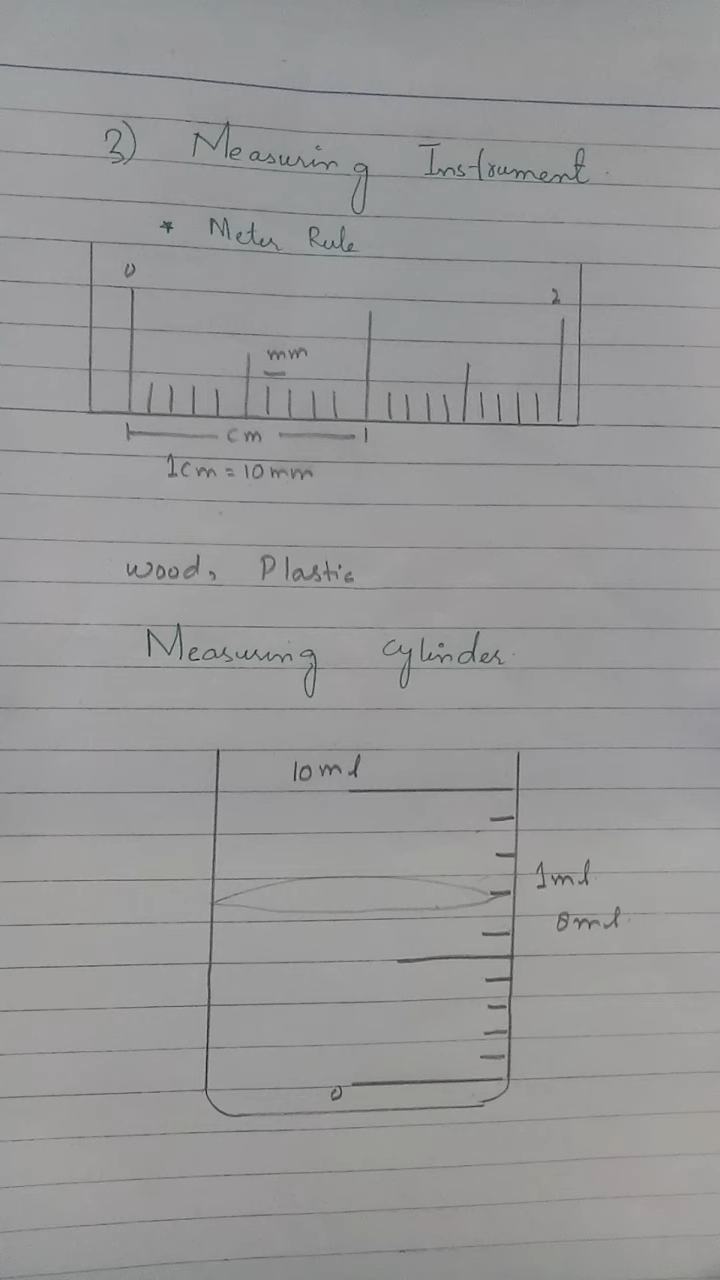 3) Measuring Instrument.
* Meter Rule
0 2
mm
cm 1
1cm = 10mm
wood, Plastic
Measuring cylinder.
10ml
1ml
8ml
0